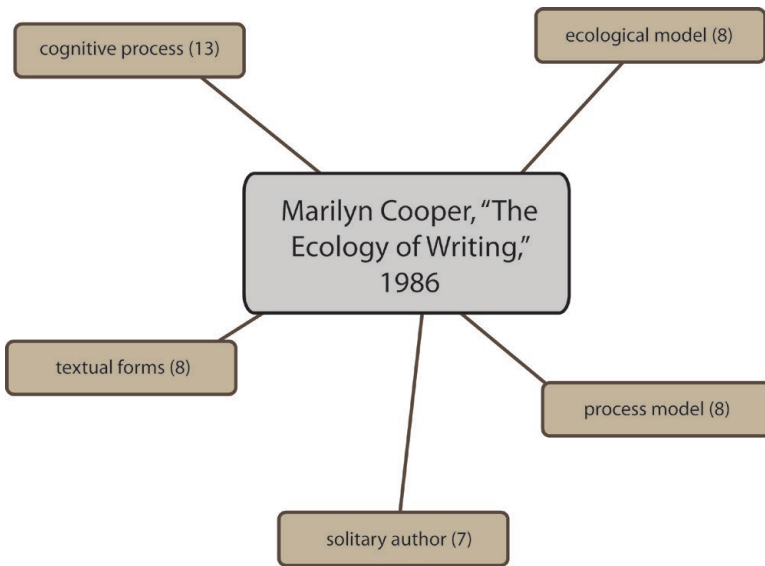 cognitive process (13)
ecological model (8)
Marilyn Cooper, “The
Ecology of Writing,”
1986
textual forms (8)
process model (8)
solitary author (7)